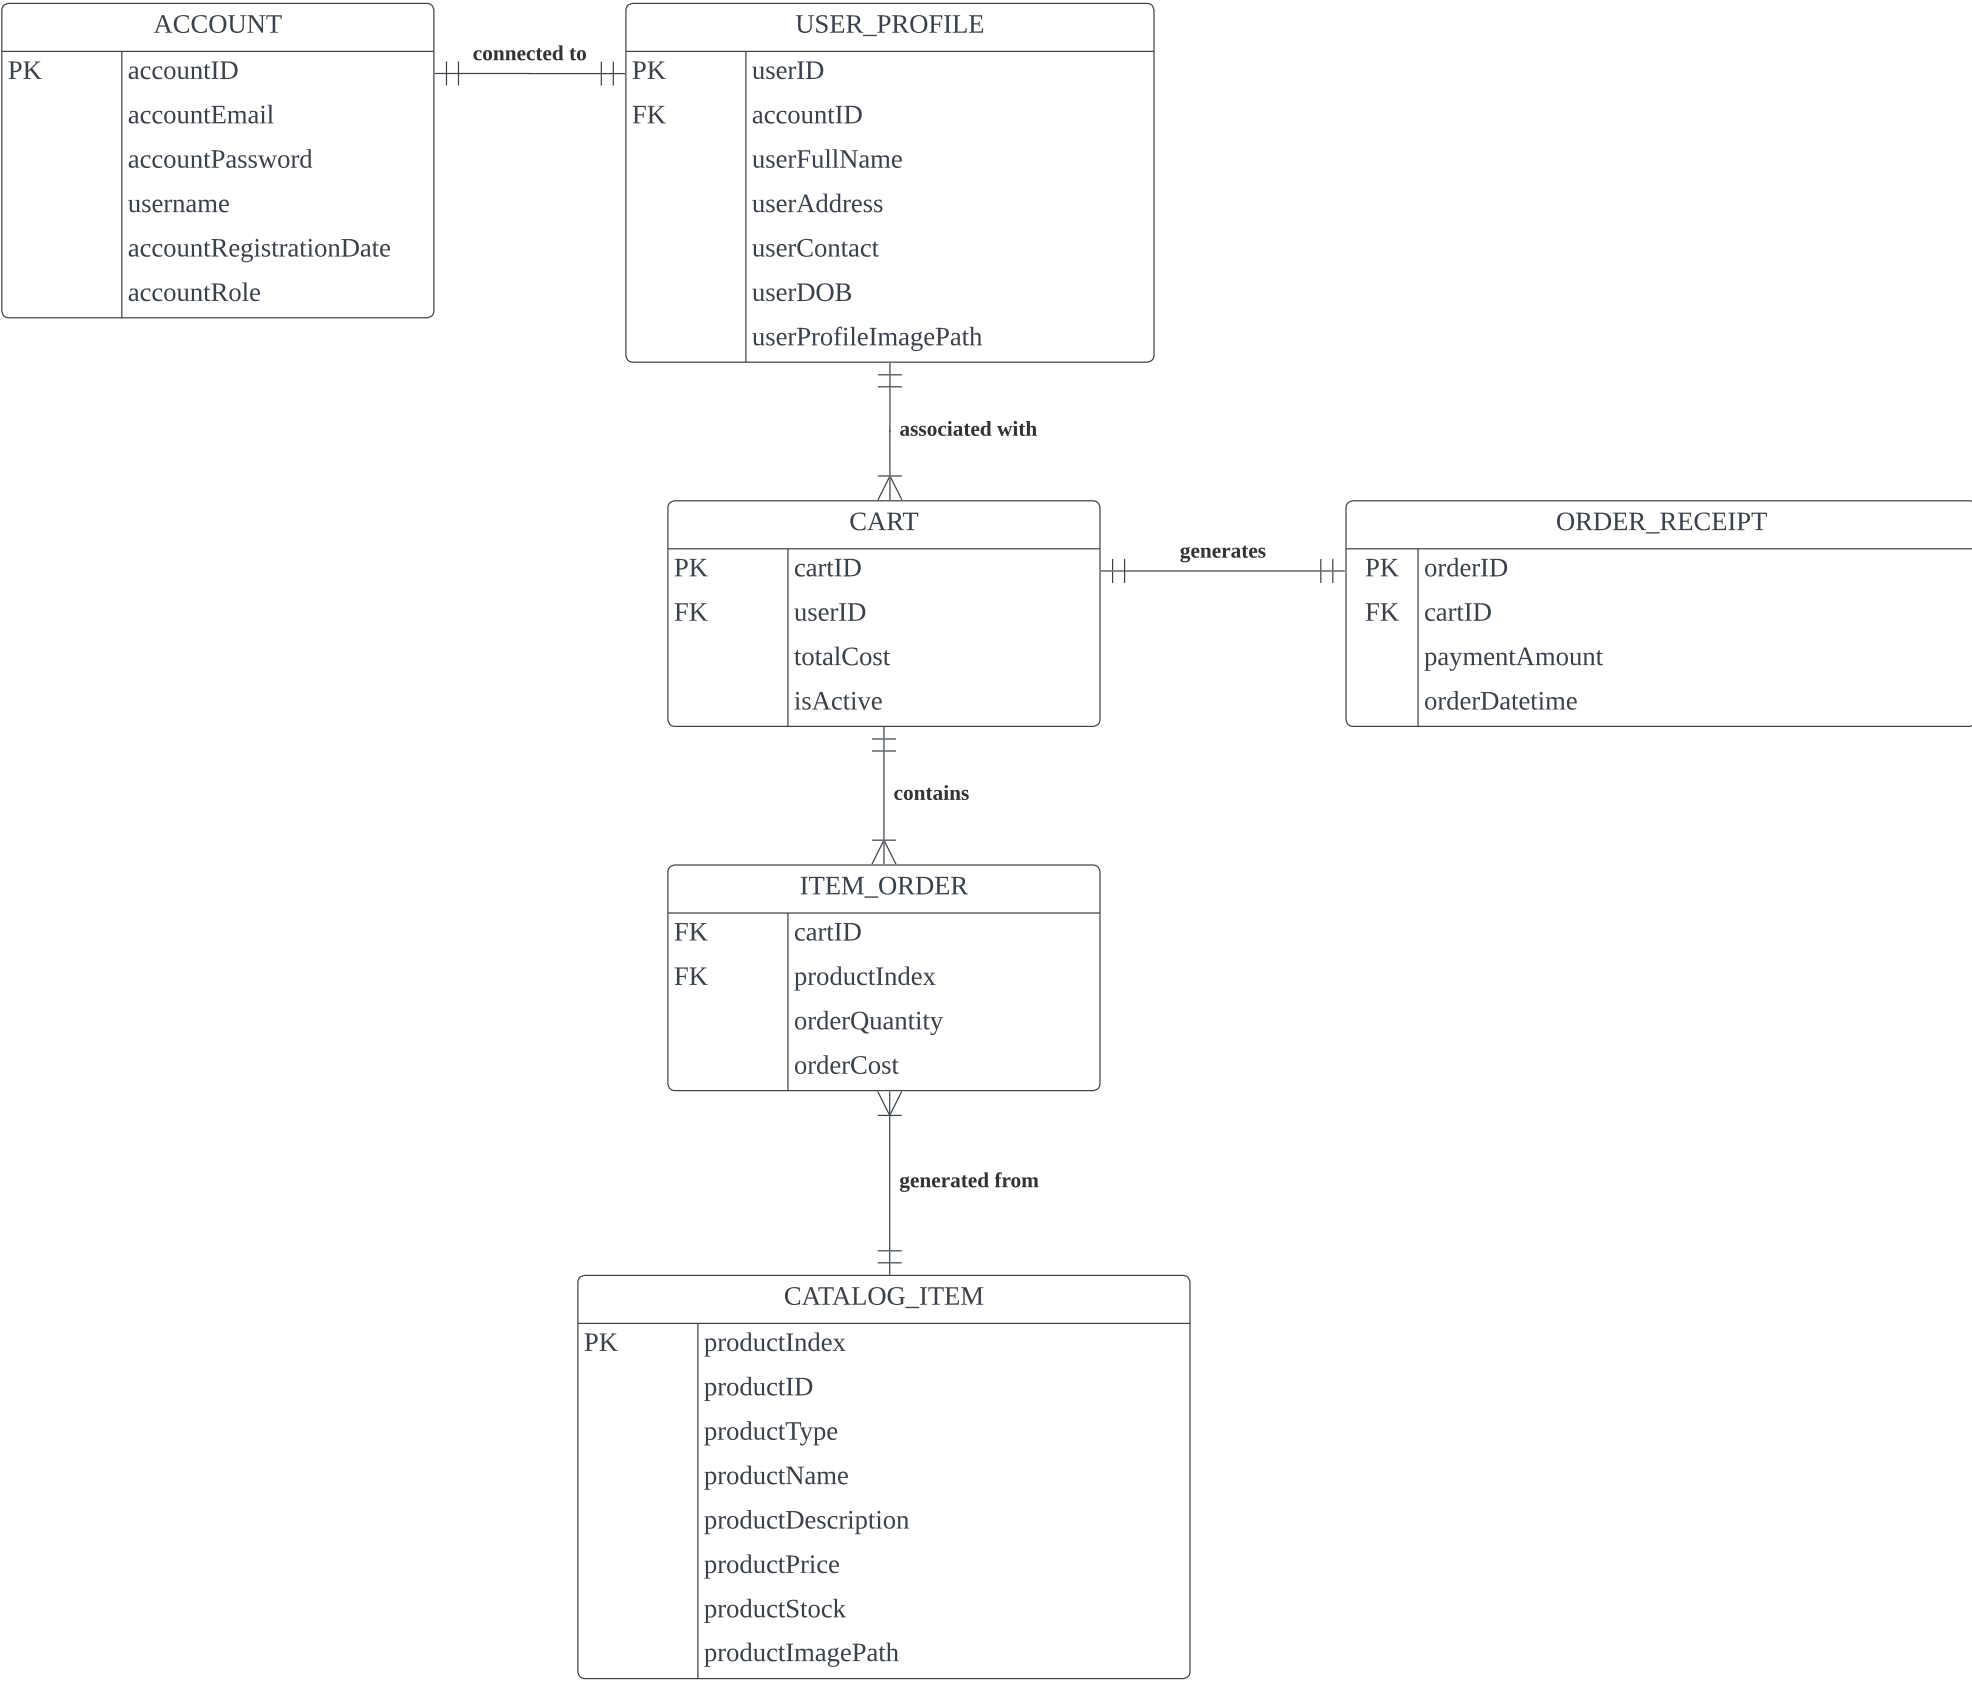 ACCOUNT
PK accountID
accountEmail
accountPassword
username
accountRegistrationDate
accountRole
connected to
USER_PROFILE
PK userID
FK accountID
userFullName
userAddress
userContact
userDOB
userProfileImagePath
associated with
CART
PK cartID
FK userID
totalCost
isActive
generates
ORDER_RECEIPT
PK orderID
FK cartID
paymentAmount
orderDatetime
contains
ITEM_ORDER
FK cartID
FK productIndex
orderQuantity
orderCost
generated from
CATALOG_ITEM
PK productIndex
productID
productType
productName
productDescription
productPrice
productStock
productImagePath